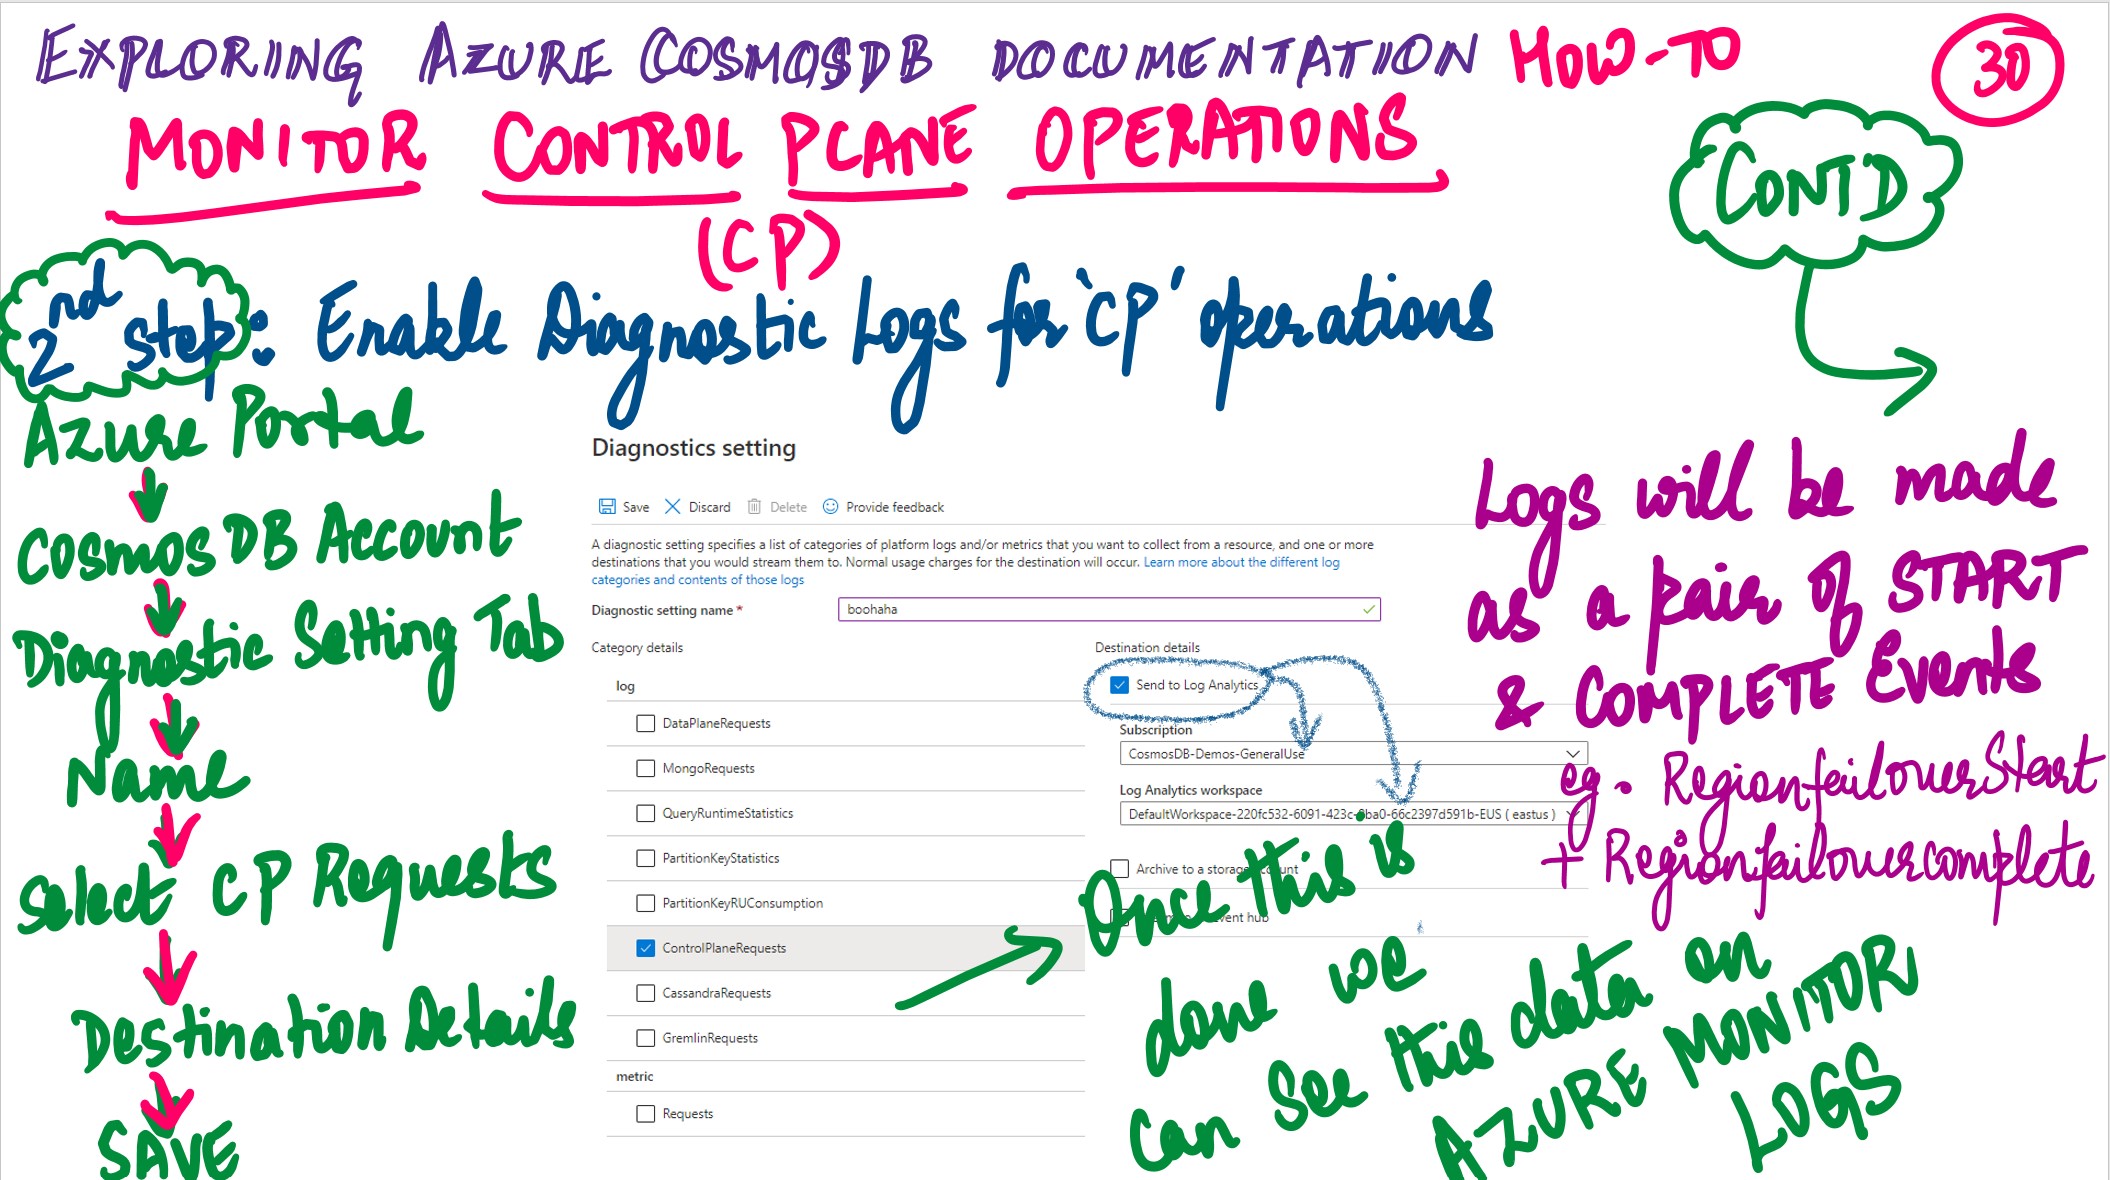 EXPLORING AZURE COSMOSDB DOCUMENTATION HOW-TO
30
MONITOR CONTROL PLANE OPERATIONS
(CP)
CONT'D
2nd step: Enable Diagnostic Logs for 'CP' operations
Azure Portal
COSMOS DB Account
Diagnostic Setting Tab
Name
Select CP Requests
Destination Details
SAVE
Diagnostics setting
Save Discard Delete Provide feedback
A diagnostic setting specifies a list of categories of platform logs and/or metrics that you want to collect from a resource, and one or more
destinations that you would stream them to. Normal usage charges for the destination will occur. Learn more about the different log
categories and contents of those logs
Diagnostic setting name * boohaha
Category details
log
DataPlaneRequests
MongoRequests
QueryRuntimeStatistics
PartitionKeyStatistics
PartitionKeyRUConsumption
ControlPlaneRequests
CassandraRequests
GremlinRequests
metric
Requests
Destination details
Send to Log Analytics
Subscription
CosmosDB-Demos-GeneralUse
Log Analytics workspace
DefaultWorkspace-220fc532-6091-423c-8ba0-66c2397d591b-EUS ( eastus )
Archive to a storage account
event hub
Once this is
done we
can see this data on
AZURE MONITOR
LOGS
Logs will be made
as a pair of START
& COMPLETE Events
eg. RegionfailoverStart
+ Regionfailovercomplete